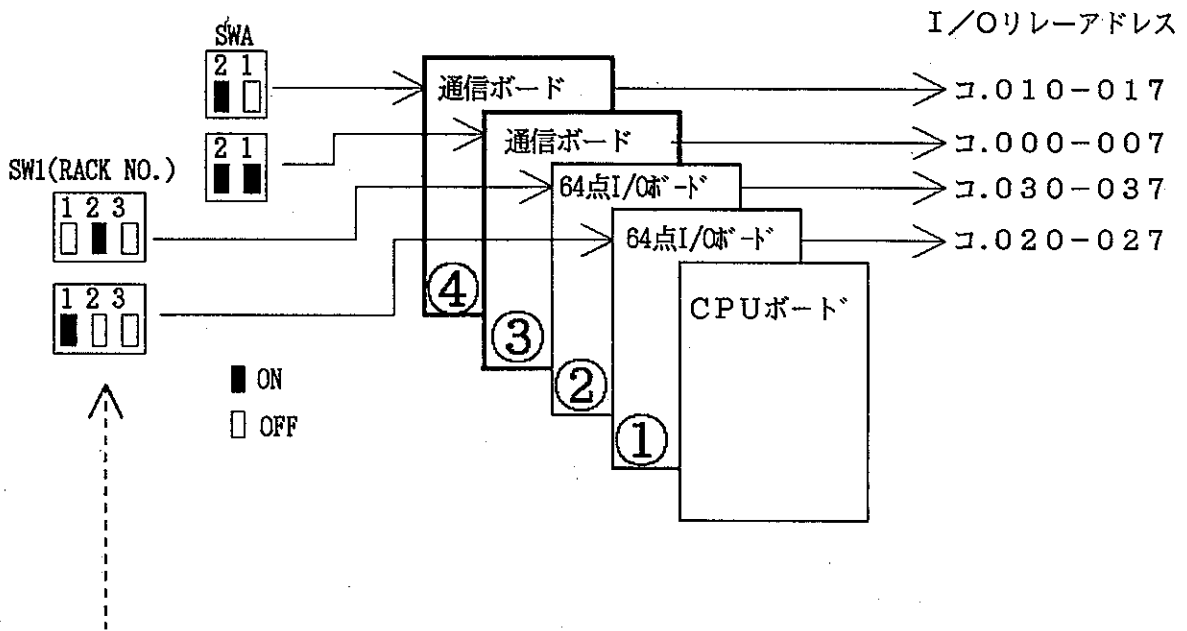 I/Oリレーアドレス
SWA
2 1
通信ボード
コ.010-017
2 1
通信ボード
コ.000-007
SW1(RACK NO.)
1 2 3
64点I/Oボード
コ.030-037
64点I/Oボード
コ.020-027
1 2 3
④
③
②
①
CPUボード
ON
OFF